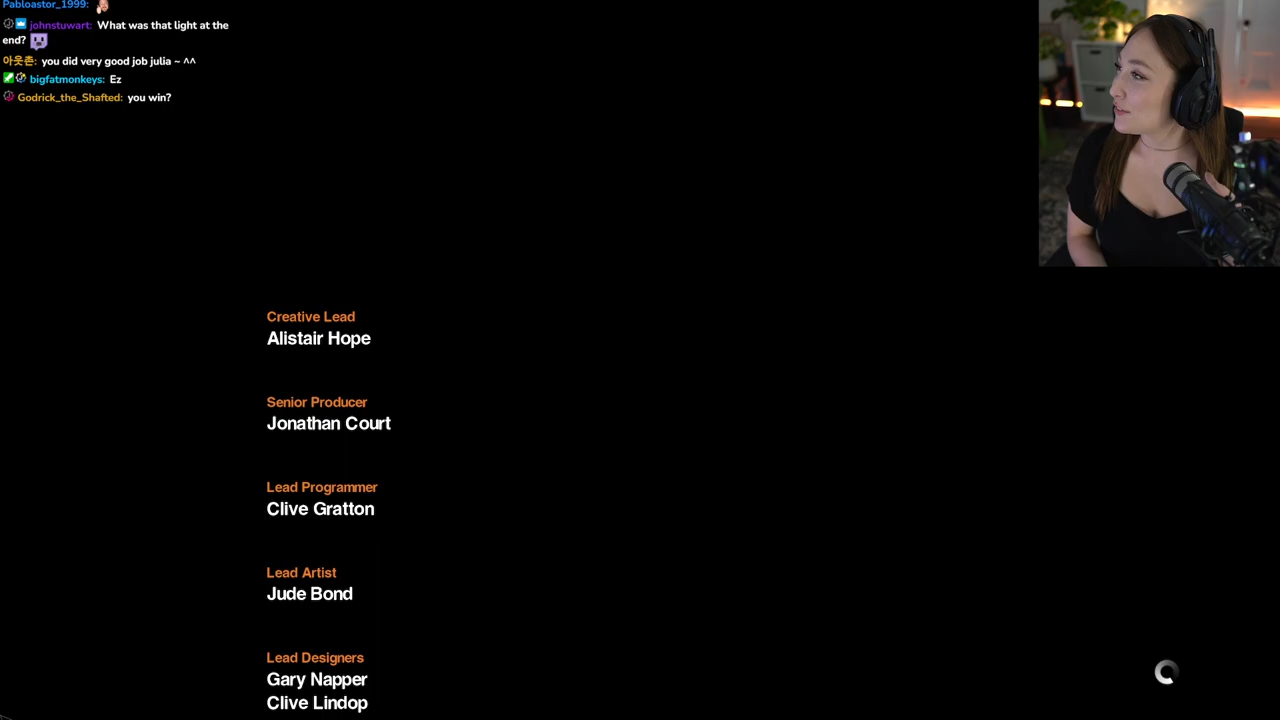 Pabloastor_1999:
johnstuwart: What was that light at the
end?
아웃존: you did very good job julia ~ ^^
bigfatmonkeys: Ez
Godrick_the_Shafted: you win?
Creative Lead
Alistair Hope
Senior Producer
Jonathan Court
Lead Programmer
Clive Gratton
Lead Artist
Jude Bond
Lead Designers
Gary Napper
Clive Lindop